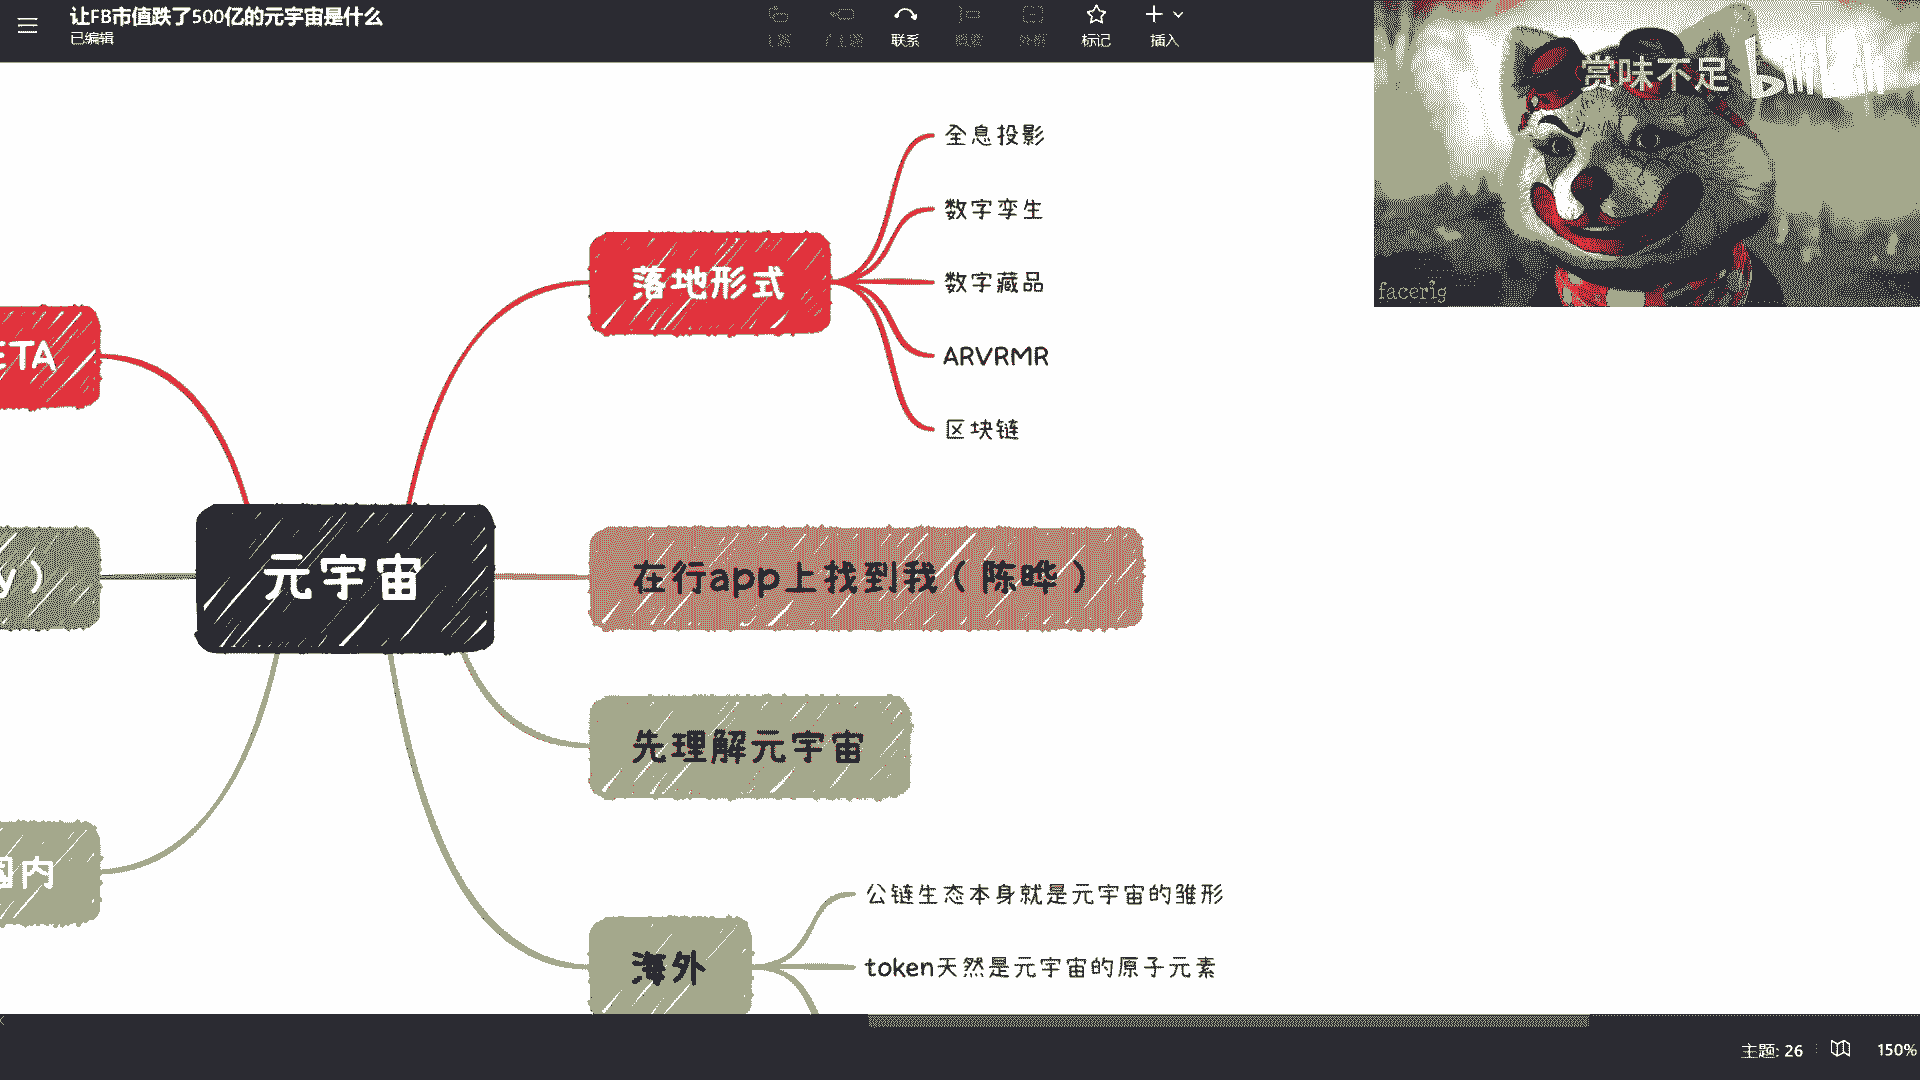 让FB市值跌了500亿的元宇宙是什么
已编辑
联系
标记
插入
赏味不足
bilibili
facerig
全息投影
数字孪生
落地形式
数字藏品
ETA
ARVRMR
区块链
y）
元宇宙
在行app上找到我（陈晔）
先理解元宇宙
国内
公链生态本身就是元宇宙的雏形
海外
token天然是元宇宙的原子元素
主题: 26
150%